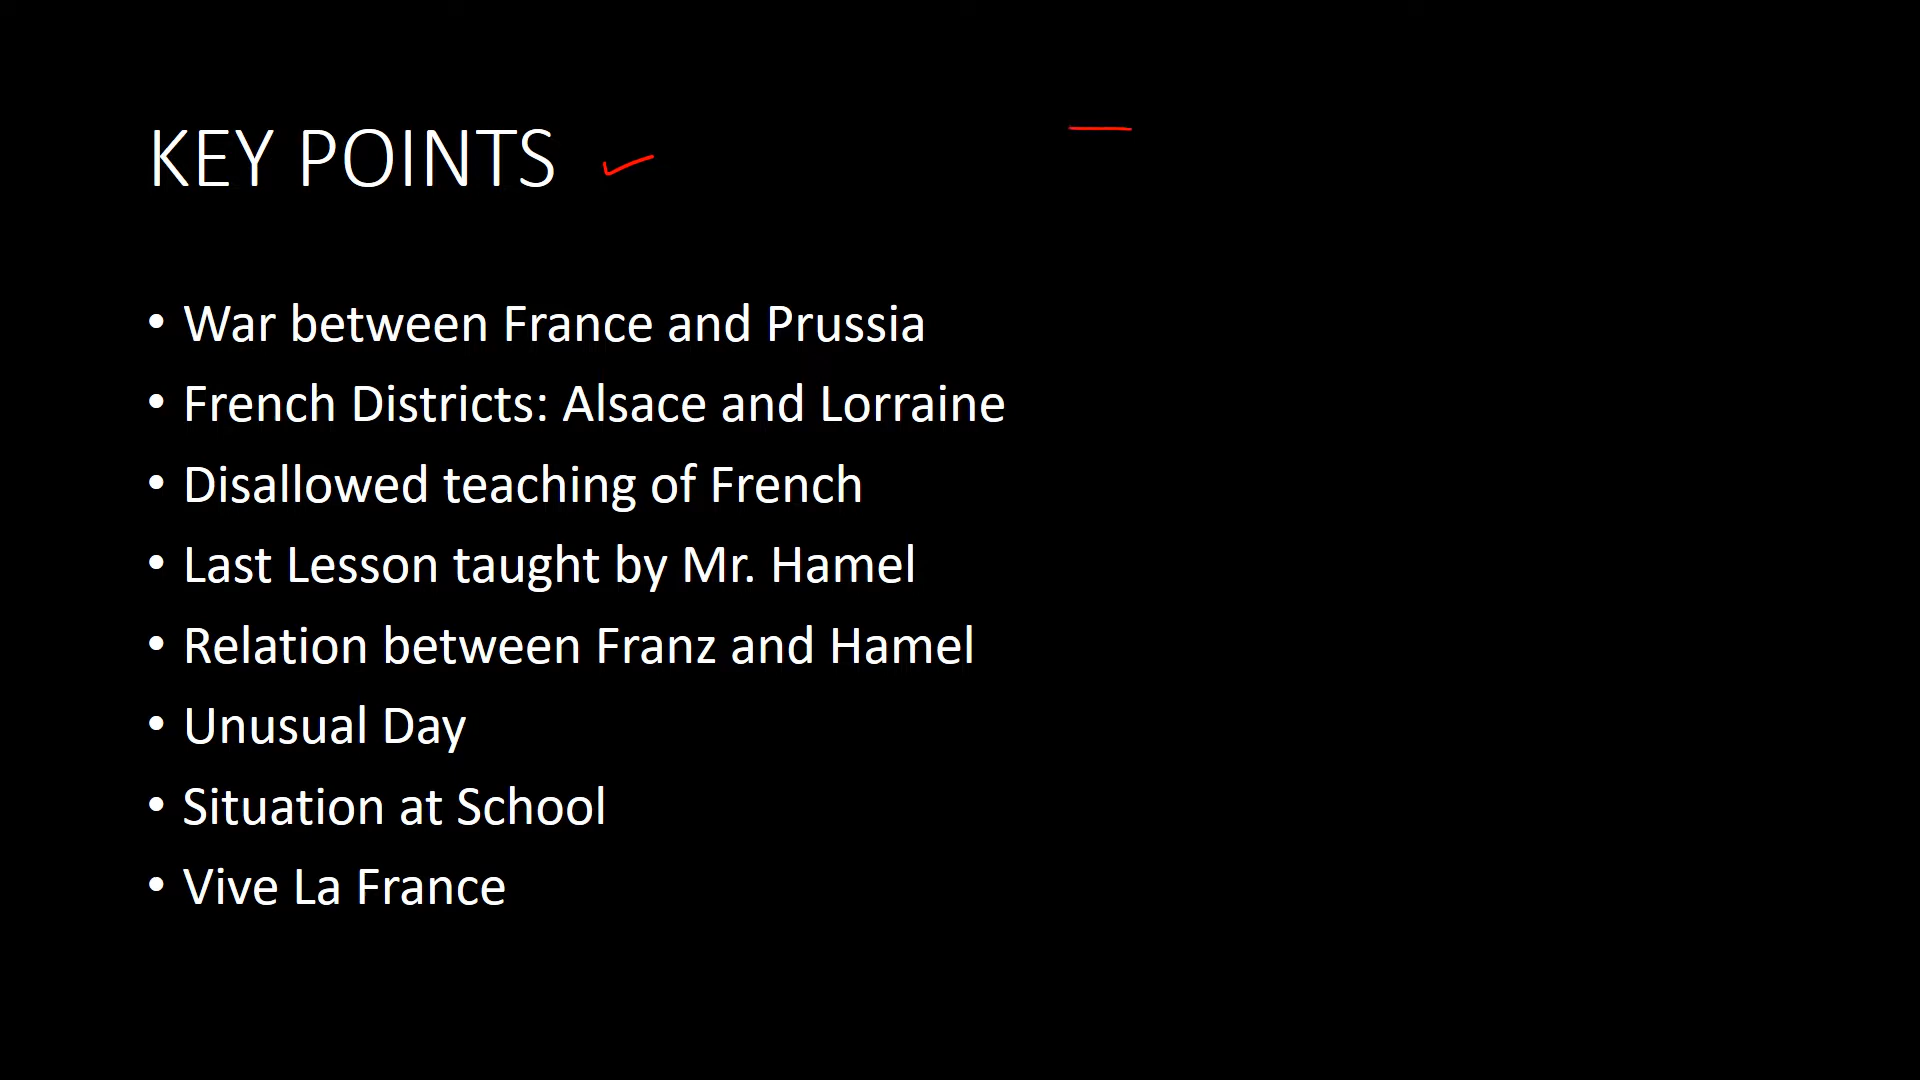 KEY POINTS
• War between France and Prussia
• French Districts: Alsace and Lorraine
• Disallowed teaching of French
• Last Lesson taught by Mr. Hamel
• Relation between Franz and Hamel
• Unusual Day
• Situation at School
• Vive La France